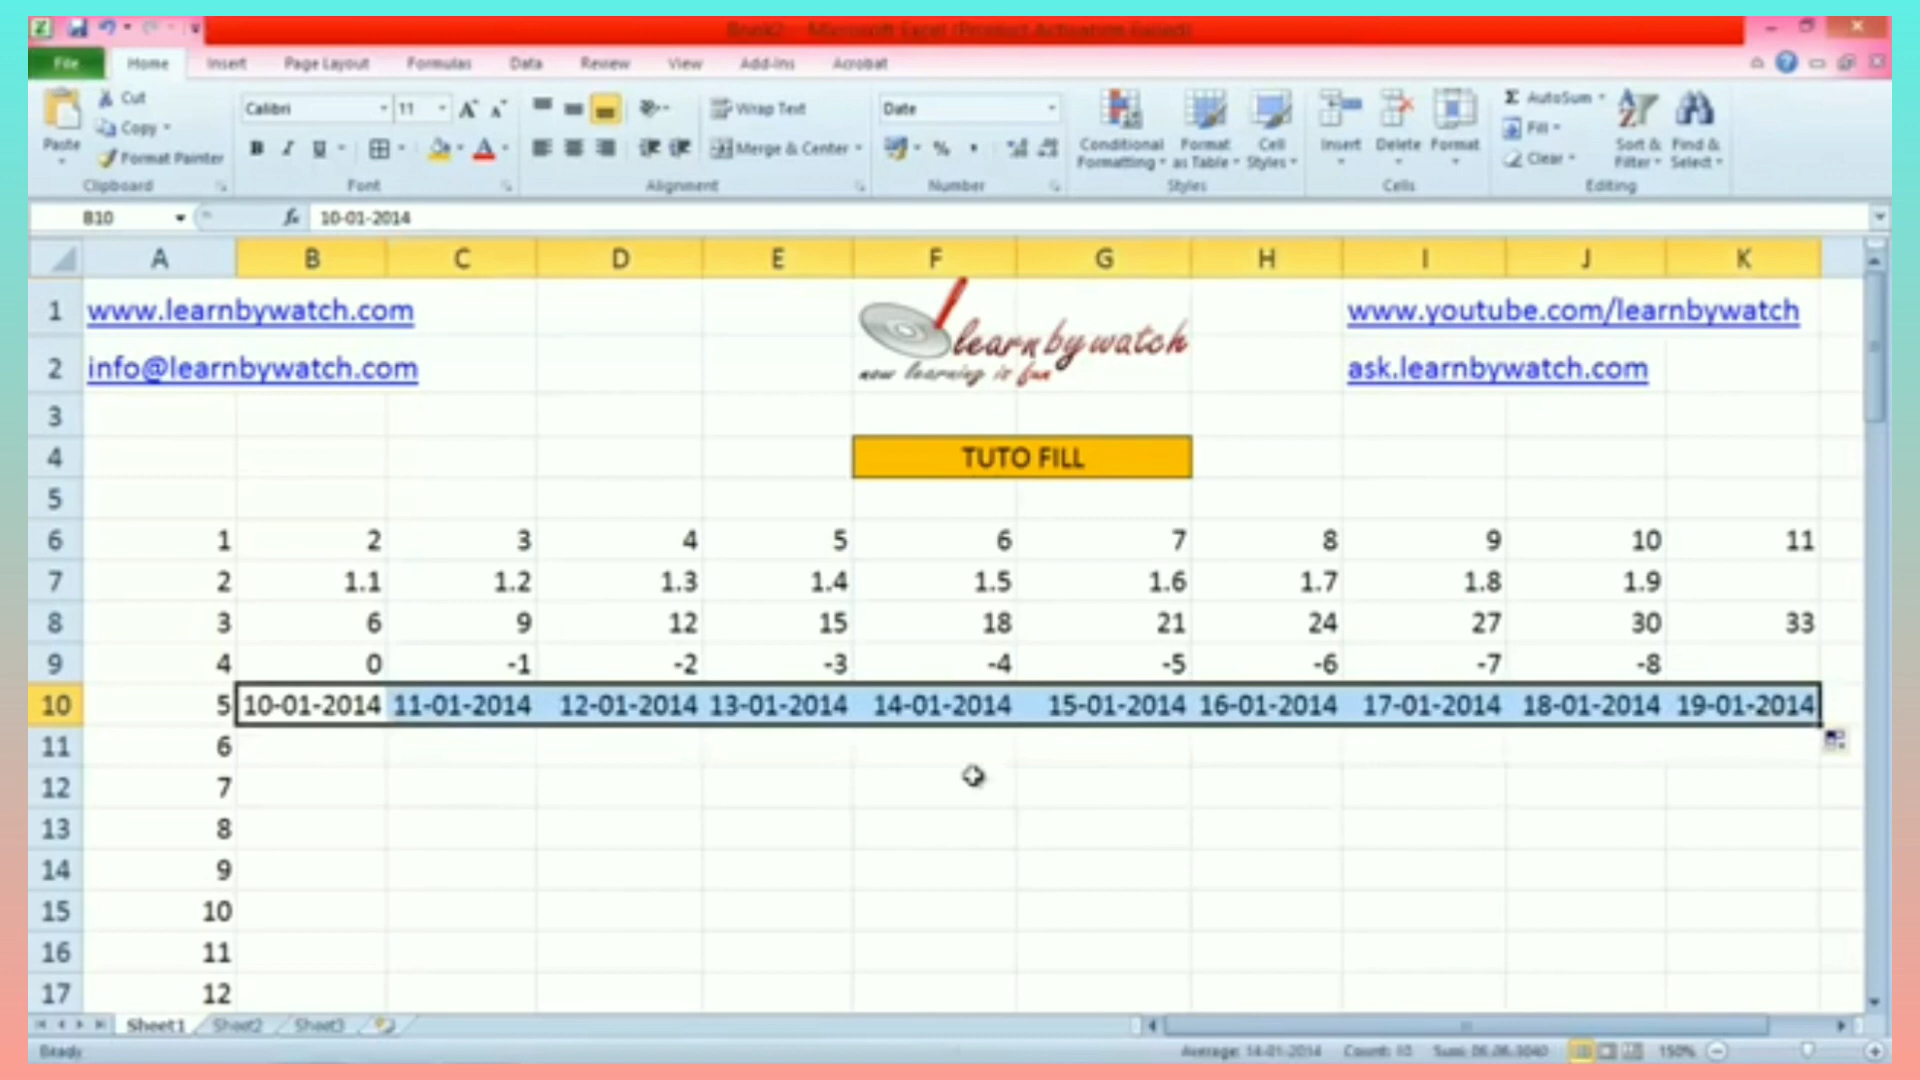 Book2 - Microsoft Excel (Product Activation Failed)
File Home Insert Page Layout Formulas Data Review View Add-Ins Acrobat
Paste
Cut
Copy
Format Painter
Clipboard
Calibri 11
B I U
Font
Wrap Text
Merge & Center
Alignment
Date
%
Number
Conditional Formatting
Format as Table
Cell Styles
Styles
Insert Delete Format
Cells
Σ AutoSum
Fill
Clear
Sort & Filter
Find & Select
Editing
B10 fx 10-01-2014
A B C D E F G H I J K
1 www.learnbywatch.com learnbywatch www.youtube.com/learnbywatch
2 info@learnbywatch.com now learning is fun ask.learnbywatch.com
3
4 TUTO FILL
5
6 1 2 3 4 5 6 7 8 9 10 11
7 2 1.1 1.2 1.3 1.4 1.5 1.6 1.7 1.8 1.9
8 3 6 9 12 15 18 21 24 27 30 33
9 4 0 -1 -2 -3 -4 -5 -6 -7 -8
10 5 10-01-2014 11-01-2014 12-01-2014 13-01-2014 14-01-2014 15-01-2014 16-01-2014 17-01-2014 18-01-2014 19-01-2014
11 6
12 7
13 8
14 9
15 10
16 11
17 12
Sheet1 Sheet2 Sheet3
Ready Average: 14-01-2014 Count: 10 Sum: 150%